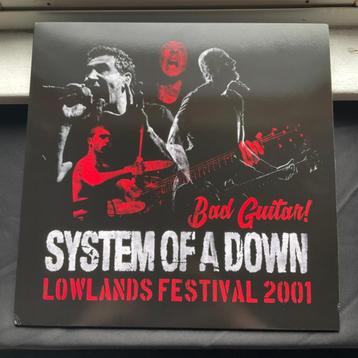 Bad Guitar!
SYSTEM OF A DOWN
LOWLANDS FESTIVAL 2001